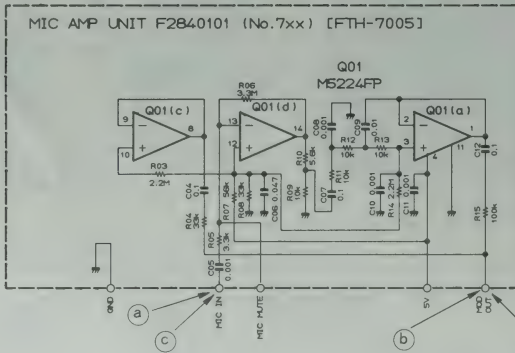 MIC AMP UNIT F2840101 (No.7xx) [FTH-7005]
Q01
M5224FP
R06
3.3M
Q01(c)
Q01(d)
Q01(a)
C08
0.001
C09
0.01
9
8
10
13
14
12
2
1
3
4
11
R10
5.6k
R12
10k
R13
10k
C12
0.1
R03
2.2M
C04
0.1
R04
33k
R07 56k
R08 33k
C06 0.047
R09
10k
C07
0.1
R11
10k
C10 0.001
R14 2.2M
C11 0.001
R15
100k
R05
3.3k
C05
0.001
GND
MIC IN
MIC MUTE
5V
MOD
OUT
a
c
b